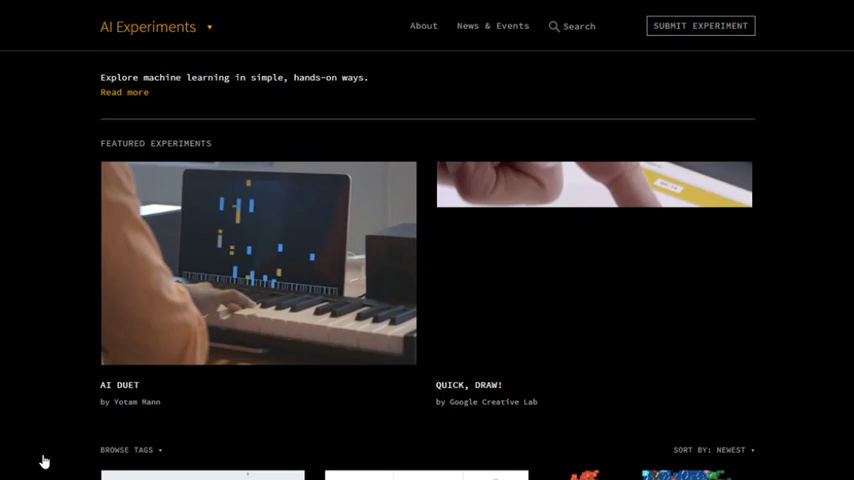 AI Experiments
About
News & Events
Search
SUBMIT EXPERIMENT
Explore machine learning in simple, hands-on ways.
Read more
FEATURED EXPERIMENTS
AI DUET
by Yotam Mann
QUICK, DRAW!
by Google Creative Lab
BROWSE TAGS
SORT BY: NEWEST